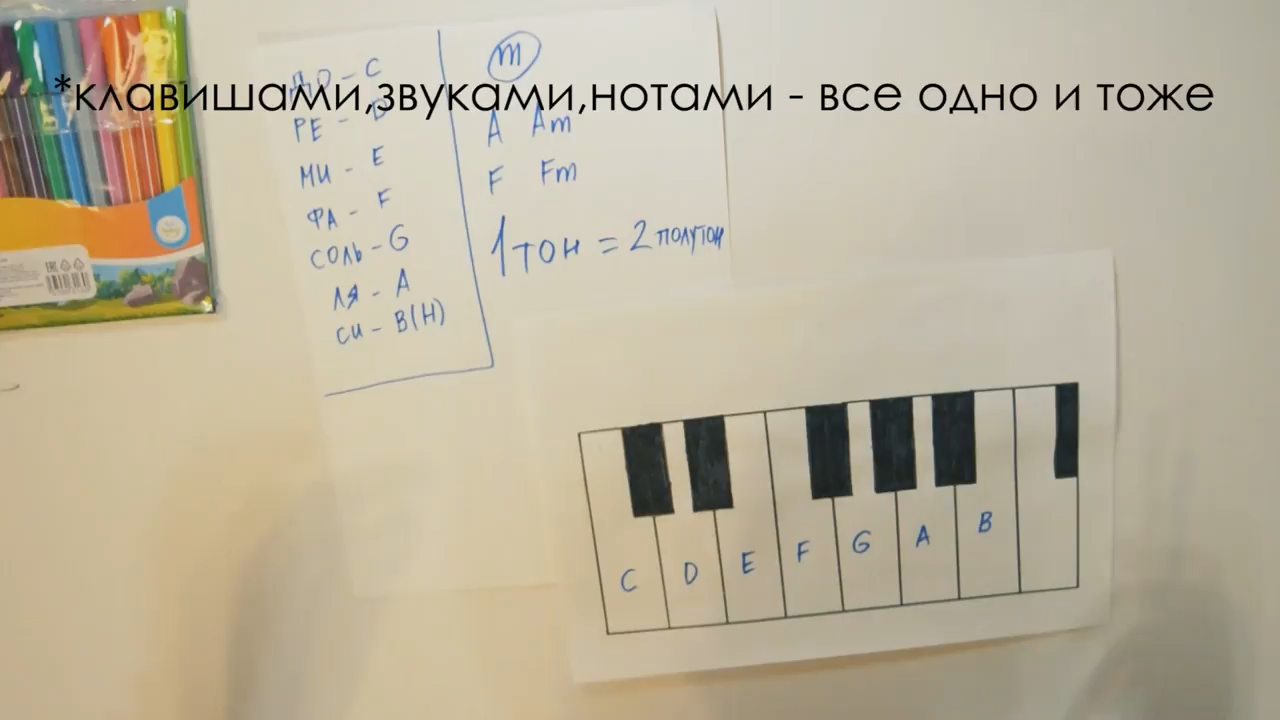 *клавишами,звуками,нотами - все одно и тоже
ДО - C
РЕ - D
МИ - E
ФА - F
СОЛЬ - G
ЛЯ - A
СИ - B(H)
m
A Am
F Fm
1 ТОН = 2 ПОЛУТОН
C D E F G A B
EAC